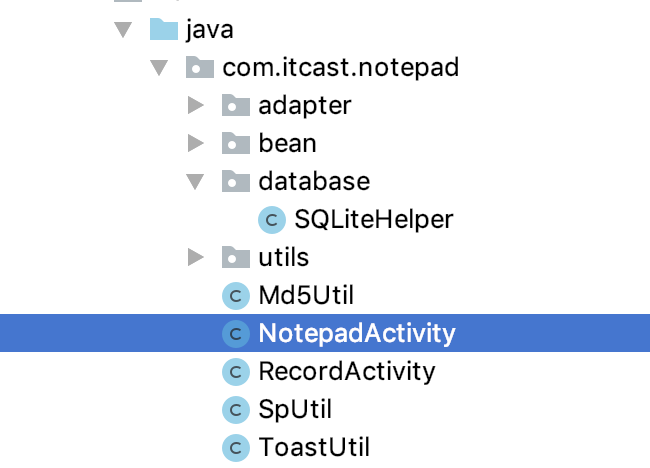 java
com.itcast.notepad
adapter
bean
database
C SQLiteHelper
utils
C Md5Util
C NotepadActivity
C RecordActivity
C SpUtil
C ToastUtil